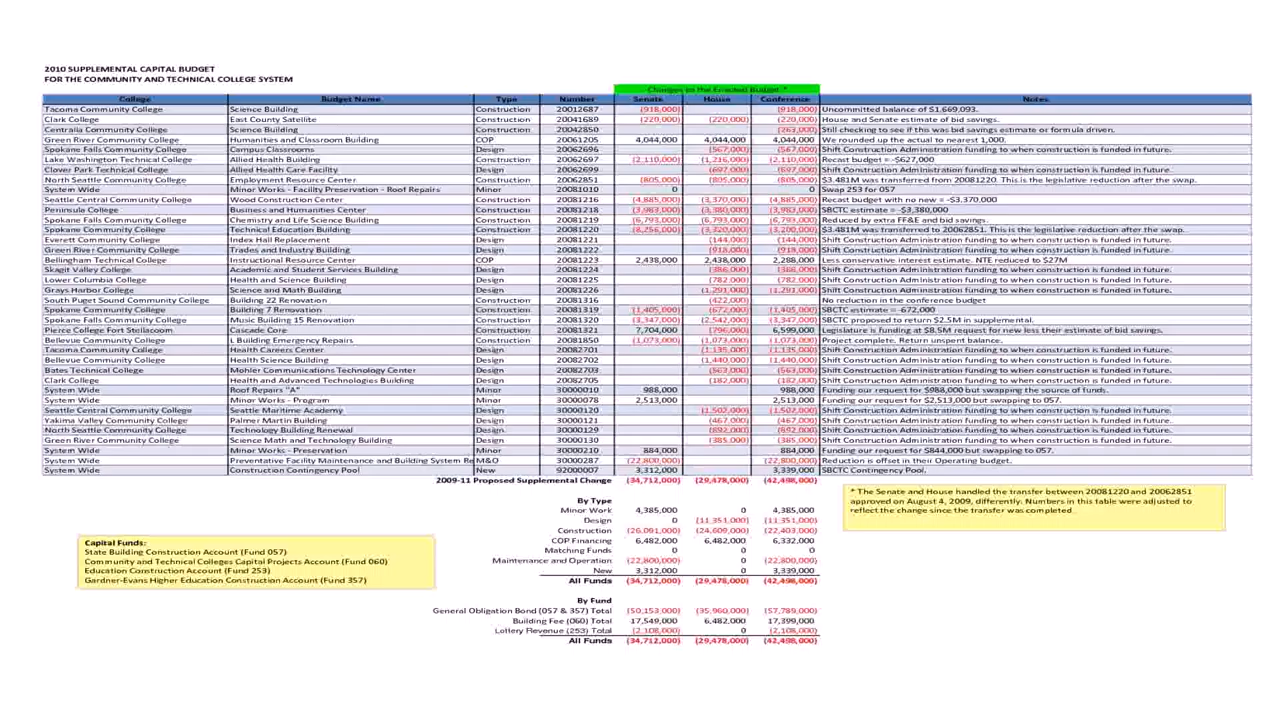 2010 SUPPLEMENTAL CAPITAL BUDGET
FOR THE COMMUNITY AND TECHNICAL COLLEGE SYSTEM
Changes to the Enacted Budget *
College Budget Name Type Number Senate House Conference Notes
Tacoma Community College Science Building Construction 20012687 (918,000) (918,000) Uncommitted balance of $1,669,093.
Clark College East County Satellite Construction 20041689 (220,000) (220,000) (220,000) House and Senate estimate of bid savings.
Centralia Community College Science Building Construction 20042850 (263,000) Still checking to see if this was bid savings estimate or formula driven.
Green River Community College Humanities and Classroom Building COP 20061205 4,044,000 4,044,000 4,044,000 We rounded up the actual to nearest 1,000.
Spokane Falls Community College Campus Classrooms Design 20062696 (567,000) (567,000) Shift Construction Administration funding to when construction is funded in future.
Lake Washington Technical College Allied Health Building Construction 20062697 (2,110,000) (1,216,000) (2,110,000) Recast budget = -$627,000
Clover Park Technical College Allied Health Care Facility Design 20062699 (697,000) (697,000) Shift Construction Administration funding to when construction is funded in future.
North Seattle Community College Employment Resource Center Construction 20062851 (805,000) (805,000) (805,000) $3.481M was transferred from 20081220. This is the legislative reduction after the swap.
System Wide Minor Works - Facility Preservation - Roof Repairs Minor 20081010 0 0 Swap 253 for 057
Seattle Central Community College Wood Construction Center Construction 20081216 (4,885,000) (3,370,000) (4,885,000) Recast budget with no new = -$3,370,000
Peninsula College Business and Humanities Center Construction 20081218 (3,983,000) (3,380,000) (3,983,000) SBCTC estimate = -$3,380,000
Spokane Falls Community College Chemistry and Life Science Building Construction 20081219 (6,793,000) (6,793,000) (6,793,000) Reduced by extra FF&E and bid savings.
Spokane Community College Technical Education Building Construction 20081220 (8,256,000) (3,320,000) (3,200,000) $3.481M was transferred to 20062851. This is the legislative reduction after the swap.
Everett Community College Index Hall Replacement Design 20081221 (144,000) (144,000) Shift Construction Administration funding to when construction is funded in future.
Green River Community College Trades and Industry Building Design 20081222 (918,000) (918,000) Shift Construction Administration funding to when construction is funded in future.
Bellingham Technical College Instructional Resource Center COP 20081223 2,438,000 2,438,000 2,288,000 Less conservative interest estimate. NTE reduced to $27M
Skagit Valley College Academic and Student Services Building Design 20081224 (386,000) (386,000) Shift Construction Administration funding to when construction is funded in future.
Lower Columbia College Health and Science Building Design 20081225 (782,000) (782,000) Shift Construction Administration funding to when construction is funded in future.
Grays Harbor College Science and Math Building Design 20081226 (1,291,000) (1,291,000) Shift Construction Administration funding to when construction is funded in future.
South Puget Sound Community College Building 22 Renovation Construction 20081316 (422,000) No reduction in the conference budget
Spokane Falls Community College Building 7 Renovation Construction 20081319 (1,405,000) (672,000) (1,405,000) SBCTC estimate = -672,000
Spokane Falls Community College Music Building 15 Renovation Construction 20081320 (3,347,000) (2,542,000) (3,347,000) SBCTC proposed to return $2.5M in supplemental.
Pierce College Fort Steilacoom Cascade Core Construction 20081321 7,704,000 (796,000) 6,599,000 Legislature is funding at $8.5M request for new less their estimate of bid savings.
Bellevue Community College L Building Emergency Repairs Construction 20081850 (1,073,000) (1,073,000) (1,073,000) Project complete. Return unspent balance.
Tacoma Community College Health Careers Center Design 20082701 (1,135,000) (1,135,000) Shift Construction Administration funding to when construction is funded in future.
Bellevue Community College Health Sciences Building Design 20082702 (1,440,000) (1,440,000) Shift Construction Administration funding to when construction is funded in future.
Bates Technical College Mohler Communications Technology Center Design 20082703 (563,000) (563,000) Shift Construction Administration funding to when construction is funded in future.
Clark College Health and Advanced Technologies Building Design 20082705 (182,000) (182,000) Shift Construction Administration funding to when construction is funded in future.
System Wide Roof Repairs "A" Minor 30000010 988,000 988,000 Funding our request for $988,000 but swapping the source of funds.
System Wide Minor Works - Program Minor 30000078 2,513,000 2,513,000 Funding our request for $2,513,000 but swapping to 057.
Seattle Central Community College Seattle Maritime Academy Design 30000120 (1,502,000) (1,502,000) Shift Construction Administration funding to when construction is funded in future.
Yakima Valley Community College Palmer Martin Building Design 30000121 (467,000) (467,000) Shift Construction Administration funding to when construction is funded in future.
North Seattle Community College Technology Building Renewal Design 30000129 (892,000) (892,000) Shift Construction Administration funding to when construction is funded in future.
Green River Community College Science Math and Technology Building Design 30000130 (385,000) (385,000) Shift Construction Administration funding to when construction is funded in future.
System Wide Minor Works - Preservation Minor 30000210 884,000 884,000 Funding our request for $844,000 but swapping to 057.
System Wide Preventative Facility Maintenance and Building System Re M&O 30000287 (22,800,000) (22,800,000) Reduction is offset in their Operating budget.
System Wide Construction Contingency Pool New 92000007 3,312,000 3,339,000 SBCTC Contingency Pool.
2009-11 Proposed Supplemental Change (34,712,000) (29,478,000) (42,498,000)
* The Senate and House handled the transfer between 20081220 and 20062851
approved on August 4, 2009, differently. Numbers in this table were adjusted to
reflect the change since the transfer was completed.
By Type
Minor Work 4,385,000 0 4,385,000
Design 0 (11,351,000) (11,351,000)
Construction (26,091,000) (24,609,000) (22,403,000)
COP Financing 6,482,000 6,482,000 6,332,000
Matching Funds 0 0 0
Maintenance and Operation (22,800,000) 0 (22,800,000)
New 3,312,000 0 3,339,000
All Funds (34,712,000) (29,478,000) (42,498,000)
Capital Funds:
State Building Construction Account (Fund 057)
Community and Technical Colleges Capital Projects Account (Fund 060)
Education Construction Account (Fund 253)
Gardner-Evans Higher Education Construction Account (Fund 357)
By Fund
General Obligation Bond (057 & 357) Total (50,153,000) (35,960,000) (57,789,000)
Building Fee (060) Total 17,549,000 6,482,000 17,399,000
Lottery Revenue (253) Total (2,108,000) 0 (2,108,000)
All Funds (34,712,000) (29,478,000) (42,498,000)